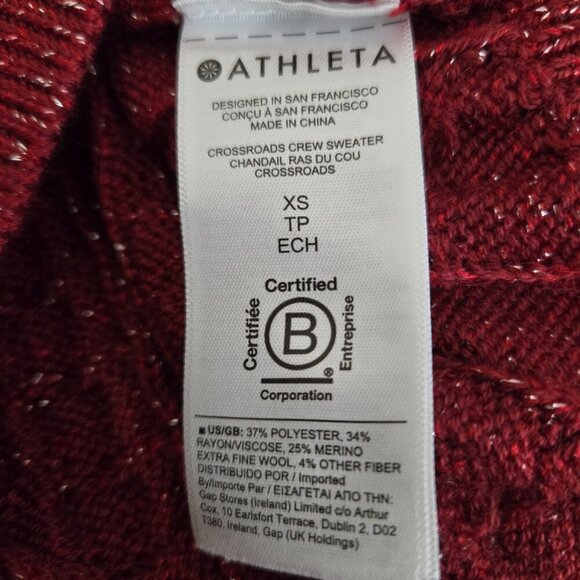 ATHLETA
DESIGNED IN SAN FRANCISCO
CONÇU À SAN FRANCISCO
MADE IN CHINA
CROSSROADS CREW SWEATER
CHANDAIL RAS DU COU
CROSSROADS
XS
TP
ECH
Certified
Certifiée
B
Entreprise
®
Corporation
■ US/GB: 37% POLYESTER, 34%
RAYON/VISCOSE, 25% MERINO
EXTRA FINE WOOL, 4% OTHER FIBER
DISTRIBUIDO POR / Imported
By/Importe Par / ΕΙΣΑΓΕΤΑΙ ΑΠΟ ΤΗΝ:
Gap Stores (Ireland) Limited c/o Arthur
Cox, 10 Earlsfort Terrace, Dublin 2, D02
T380, Ireland, Gap (UK Holdings)